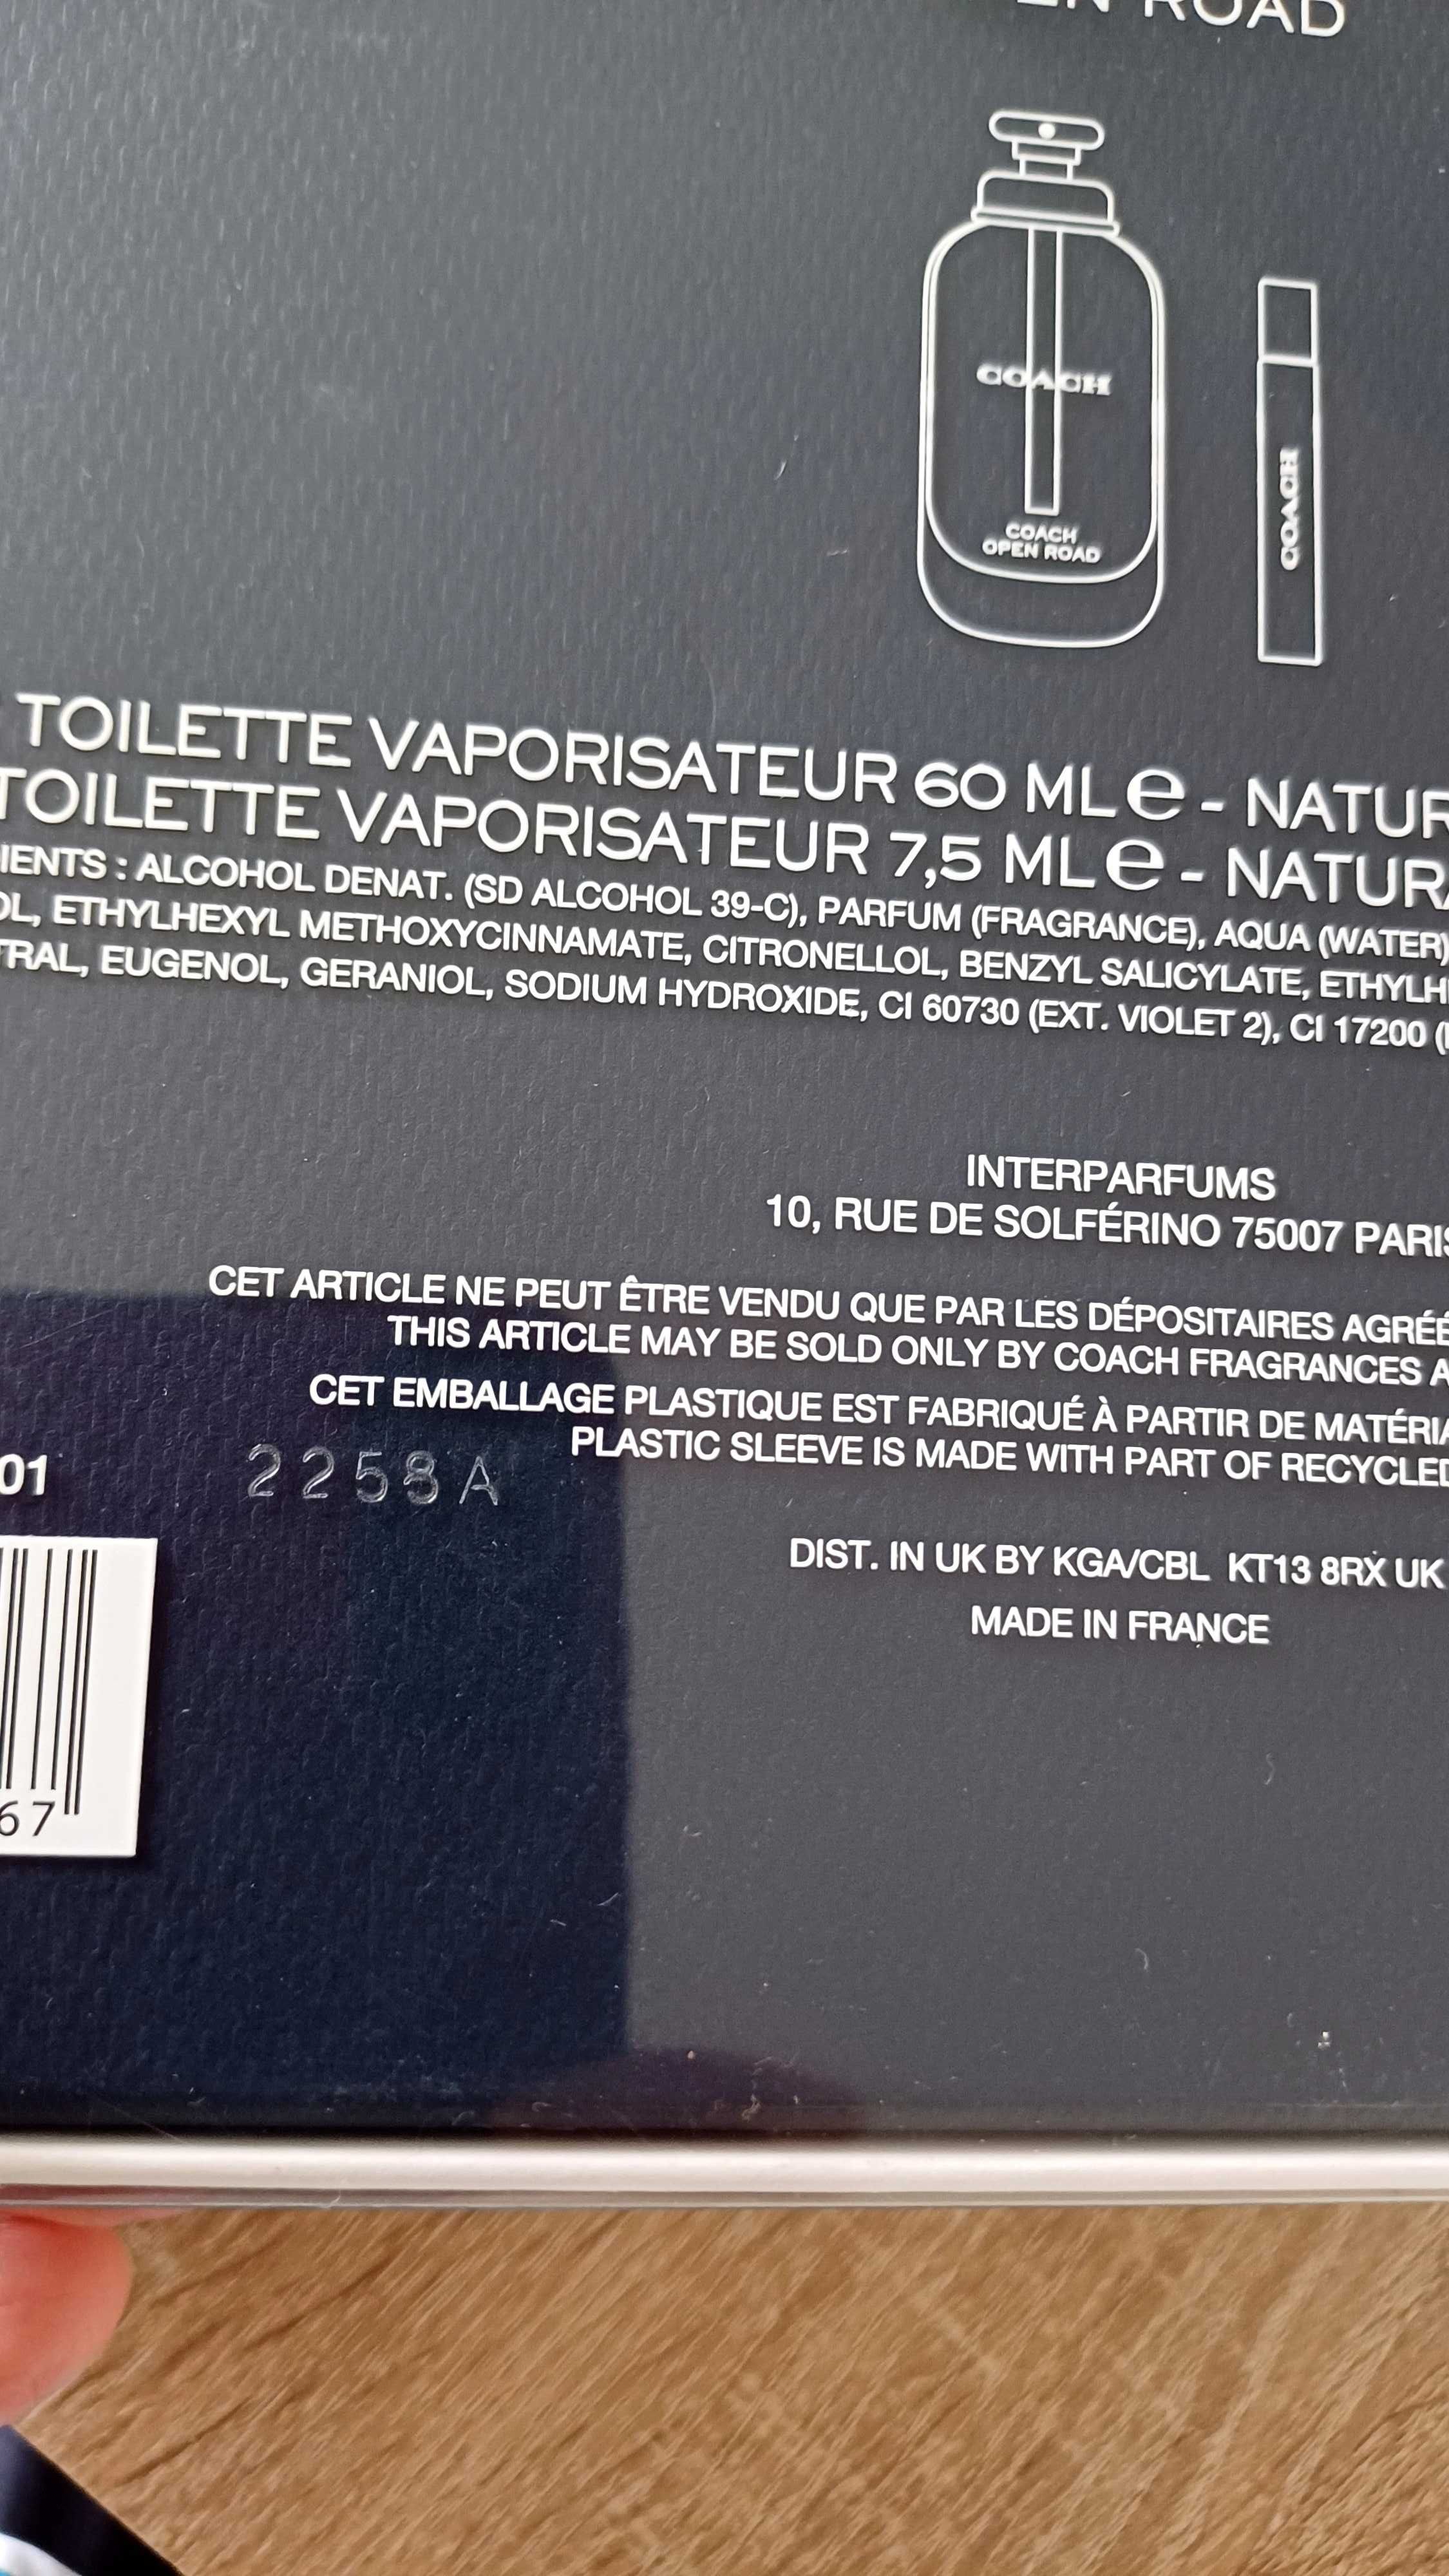 ROAD
COACH
COACH
OPEN ROAD
COACH
TOILETTE VAPORISATEUR 60 ML e - NATUR
TOILETTE VAPORISATEUR 7,5 ML e - NATURA
IENTS : ALCOHOL DENAT. (SD ALCOHOL 39-C), PARFUM (FRAGRANCE), AQUA (WATER)
OL, ETHYLHEXYL METHOXYCINNAMATE, CITRONELLOL, BENZYL SALICYLATE, ETHYLH
TRAL, EUGENOL, GERANIOL, SODIUM HYDROXIDE, CI 60730 (EXT. VIOLET 2), CI 17200 (
INTERPARFUMS
10, RUE DE SOLFÉRINO 75007 PARIS
CET ARTICLE NE PEUT ÊTRE VENDU QUE PAR LES DÉPOSITAIRES AGRÉÉ
THIS ARTICLE MAY BE SOLD ONLY BY COACH FRAGRANCES A
CET EMBALLAGE PLASTIQUE EST FABRIQUÉ À PARTIR DE MATÉRIA
PLASTIC SLEEVE IS MADE WITH PART OF RECYCLED
01
2258A
DIST. IN UK BY KGA/CBL KT13 8RX UK
MADE IN FRANCE
67